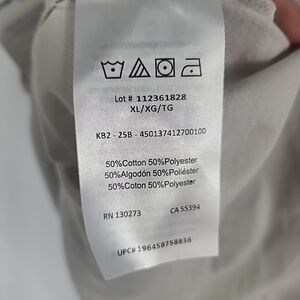 Lot # 112361828
XL/XG/TG
KB2 - 25B - 450137412700100
50%Cotton 50%Polyester
50%Algodón 50%Poliéster
50%Coton 50%Polyester
RN 130273 CA 55394
UPC# 196458758836